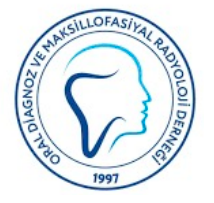 ORAL DİAGNOZ VE MAKSİLLOFASİYAL RADYOLOJİ DERNEĞİ
1997